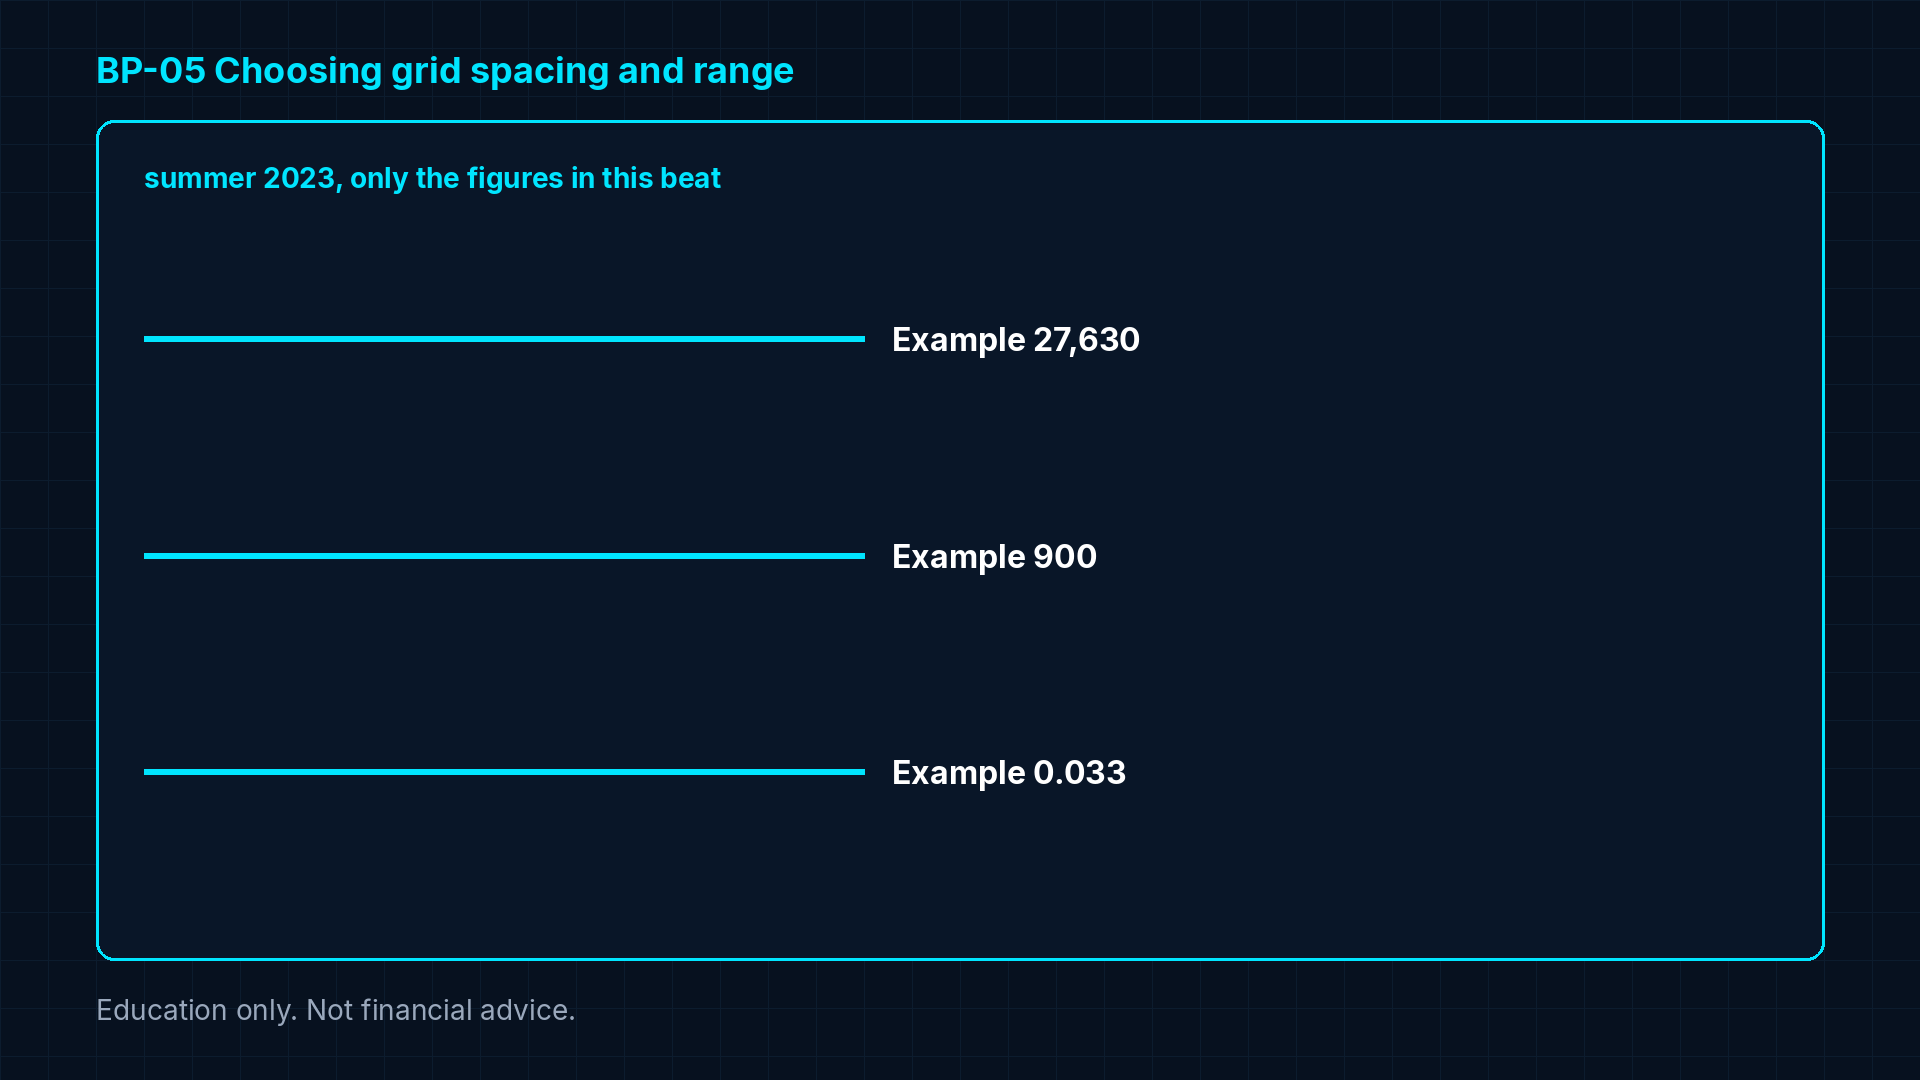 BP-05 Choosing grid spacing and range
summer 2023, only the figures in this beat
Example 27,630
Example 900
Example 0.033
Education only. Not financial advice.